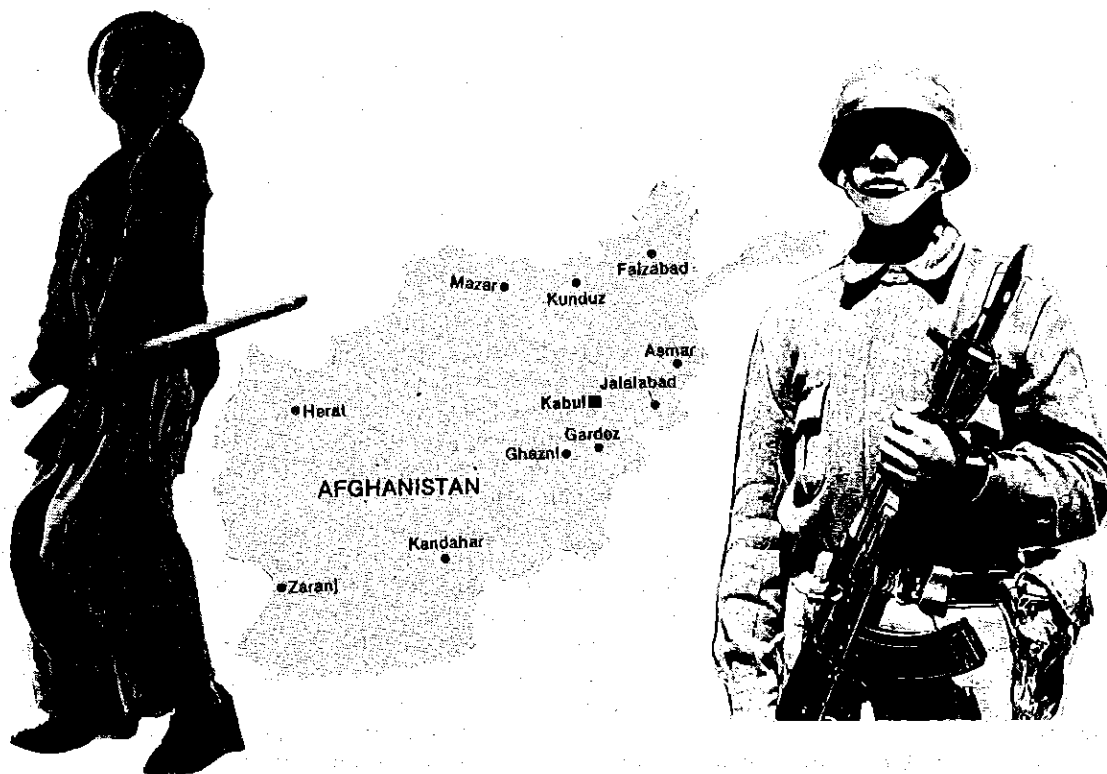 Faizabad
Mazar
Kunduz
Asmar
Jalalabad
Kabul
Herat
Gardez
Ghazni
AFGHANISTAN
Kandahar
Zaranj